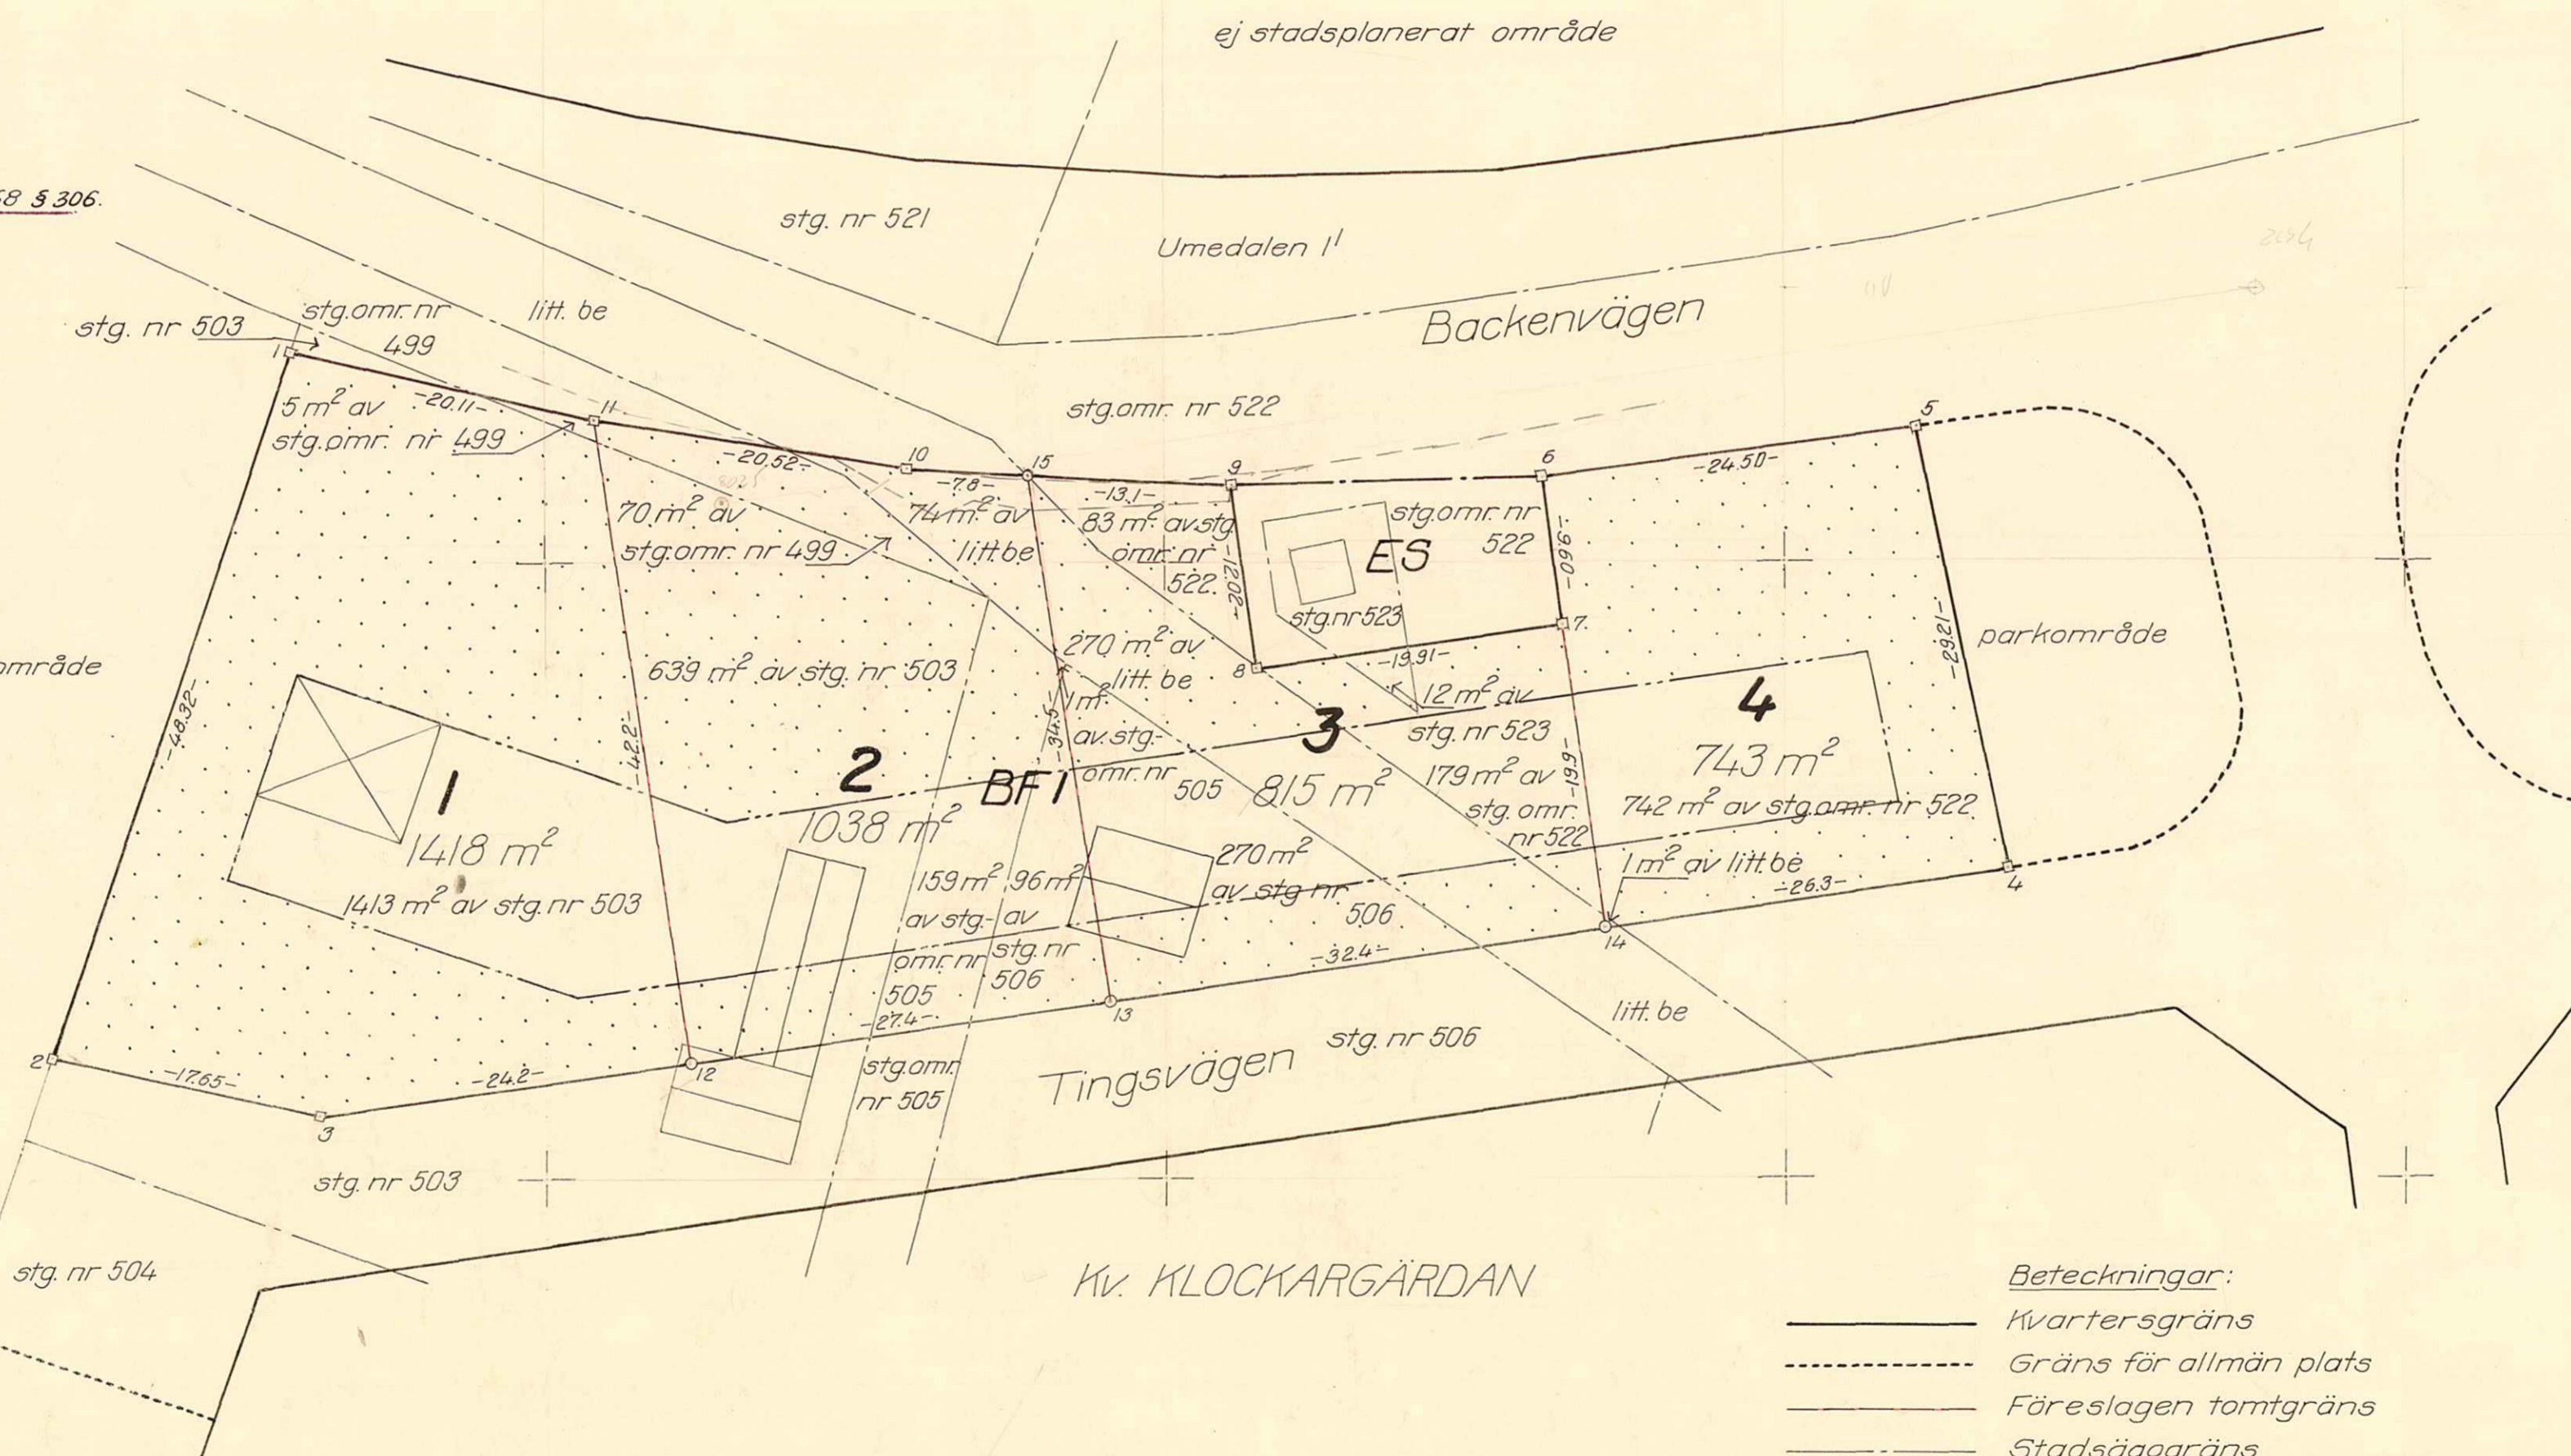 ej stadsplanerat område
§ 306.
stg. nr 521
Umedalen 1¹
Backenvägen
litt. be
stg. nr 503
stg.omr. nr
499
stg.omr. nr 522
1
11
10
15
9
6
5
-20.11-
-20.52-
-7.8-
-13.1-
-24.50-
5 m² av
stg.omr. nr 499
70 m² av
stg.omr. nr 499
74 m² av
litt be
83 m² av stg.
omr. nr
522.
-12.02-
stg.omr. nr
522
ES
stg.nr 523
-9.60-
7
8
-19.91-
område
parkområde
-29.21-
-48.32-
-42.2-
-34.5-
-19.9-
639 m² av stg. nr 503
270 m² av
litt be
1m²
av stg.-
omr. nr
505
12 m² av
stg. nr 523
179 m² av
stg. omr.
nr 522
1
1418 m²
1413 m² av stg. nr 503
2
BF1
1038 m²
3
815 m²
4
743 m²
742 m² av stg.omr. nr 522
1 m² av litt be
159 m²
av stg.-
omr. nr
505
96 m²
av
stg. nr
506
270 m²
av stg nr
506
-26.3-
4
-32.4-
14
13
-27.4-
2
-17.65-
-24.2-
12
3
stg.omr.
nr 505
Tingsvägen
stg. nr 506
litt. be
stg. nr 503
stg. nr 504
Kv. KLOCKARGÄRDAN
Beteckningar:
Kvartersgräns
Gräns för allmän plats
Föreslagen tomtgräns
Stadsägogräns